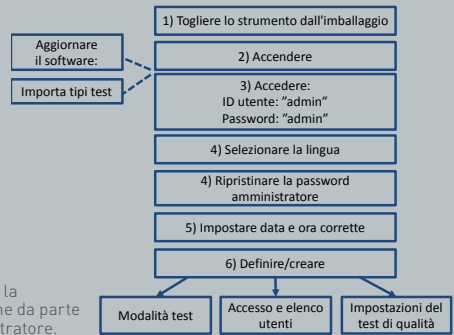 1) Togliere lo strumento dall'imballaggio
Aggiornare
il software:
2) Accendere
Importa tipi test
3) Accedere:
ID utente: "admin"
Password: "admin"
4) Selezionare la lingua
4) Ripristinare la password
amministratore
5) Impostare data e ora corrette
6) Definire/creare
la
da parte
Modalità test
Accesso e elenco
utenti
Impostazioni del
test di qualità